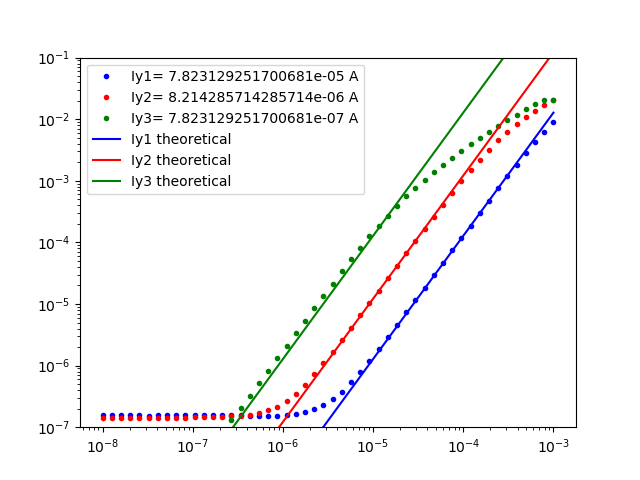 10⁻¹
10⁻²
10⁻³
10⁻⁴
10⁻⁵
10⁻⁶
10⁻⁷
Iy1= 7.823129251700681e-05 A
Iy2= 8.214285714285714e-06 A
Iy3= 7.823129251700681e-07 A
Iy1 theoretical
Iy2 theoretical
Iy3 theoretical
10⁻⁸ 10⁻⁷ 10⁻⁶ 10⁻⁵ 10⁻⁴ 10⁻³